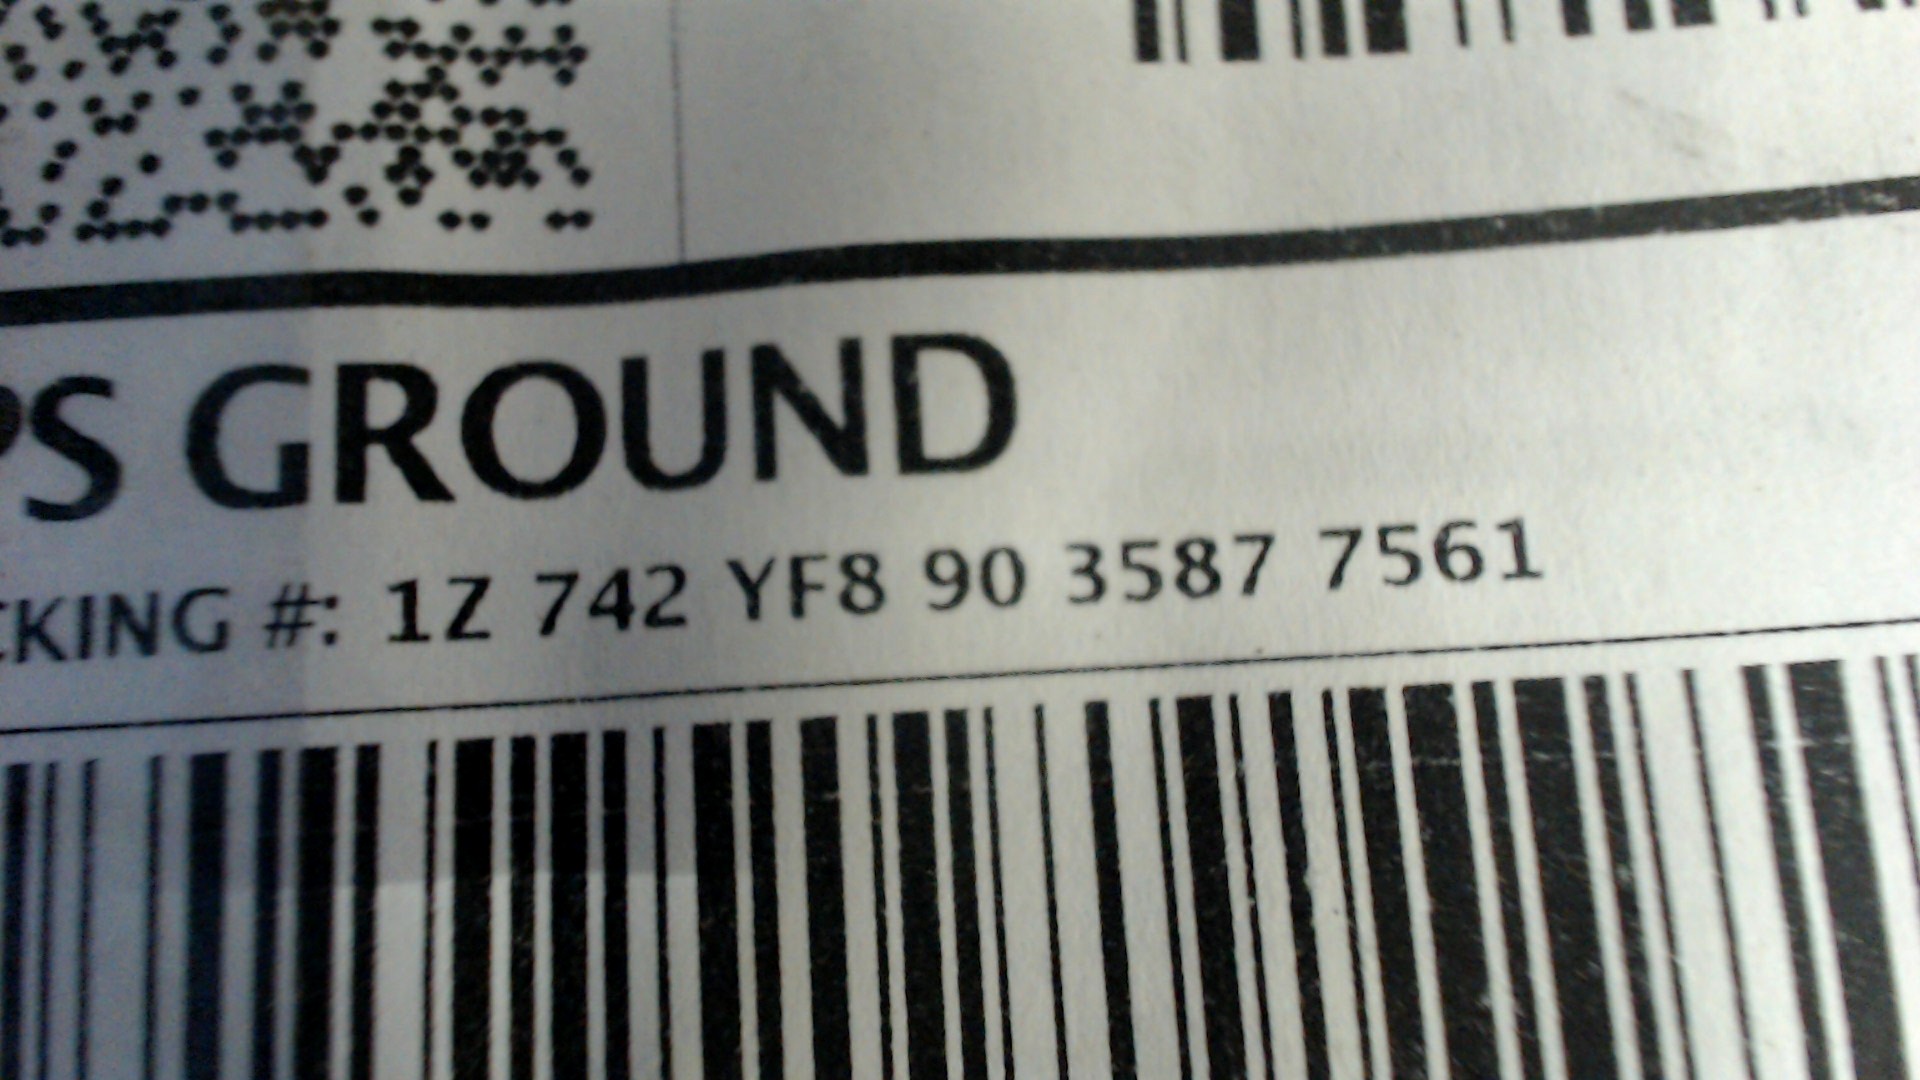 PS GROUND
CKING #: 1Z 742 YF8 90 3587 7561